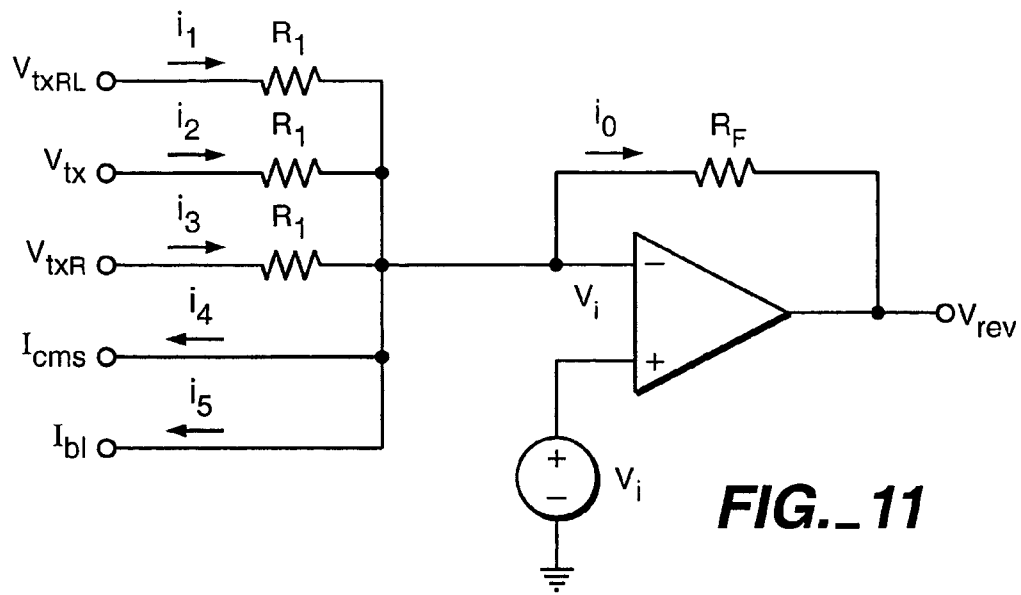 i1 R1
VtxRL
i2 R1
Vtx
i3 R1
VtxR
i4
Icms
i5
Ibl
i0 RF
−
Vi
+
Vrev
+
−
Vi
FIG._11